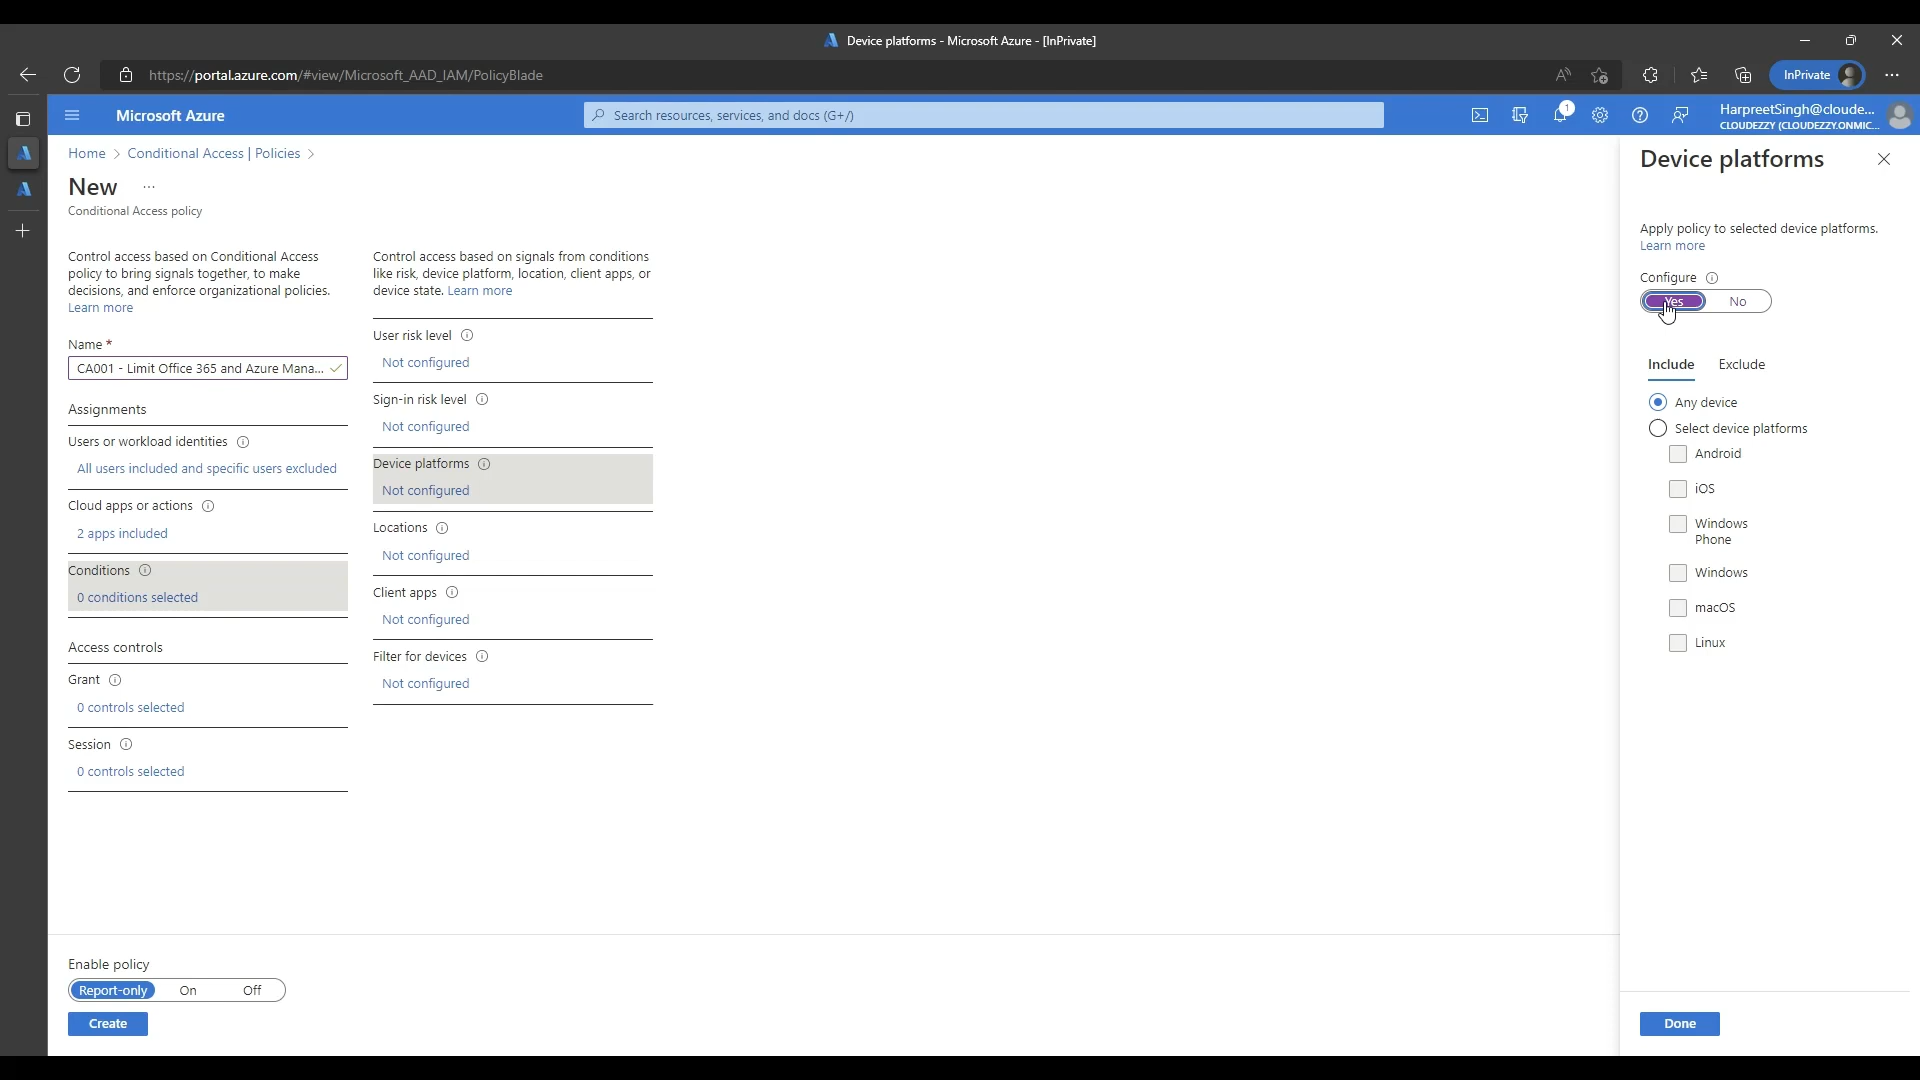 Device platforms - Microsoft Azure - [InPrivate]
https://portal.azure.com/#view/Microsoft_AAD_IAM/PolicyBlade
InPrivate
Microsoft Azure
Search resources, services, and docs (G+/)
1
HarpreetSingh@cloude...
CLOUDEZZY (CLOUDEZZY.ONMIC...
Home > Conditional Access | Policies >
New ...
Conditional Access policy
Control access based on Conditional Access
policy to bring signals together, to make
decisions, and enforce organizational policies.
Learn more
Name *
CA001 - Limit Office 365 and Azure Mana...
Assignments
Users or workload identities
All users included and specific users excluded
Cloud apps or actions
2 apps included
Conditions
0 conditions selected
Access controls
Grant
0 controls selected
Session
0 controls selected
Control access based on signals from conditions
like risk, device platform, location, client apps, or
device state. Learn more
User risk level
Not configured
Sign-in risk level
Not configured
Device platforms
Not configured
Locations
Not configured
Client apps
Not configured
Filter for devices
Not configured
Enable policy
Report-only On Off
Create
Device platforms
Apply policy to selected device platforms.
Learn more
Configure
Yes No
Include Exclude
Any device
Select device platforms
Android
iOS
Windows
Phone
Windows
macOS
Linux
Done